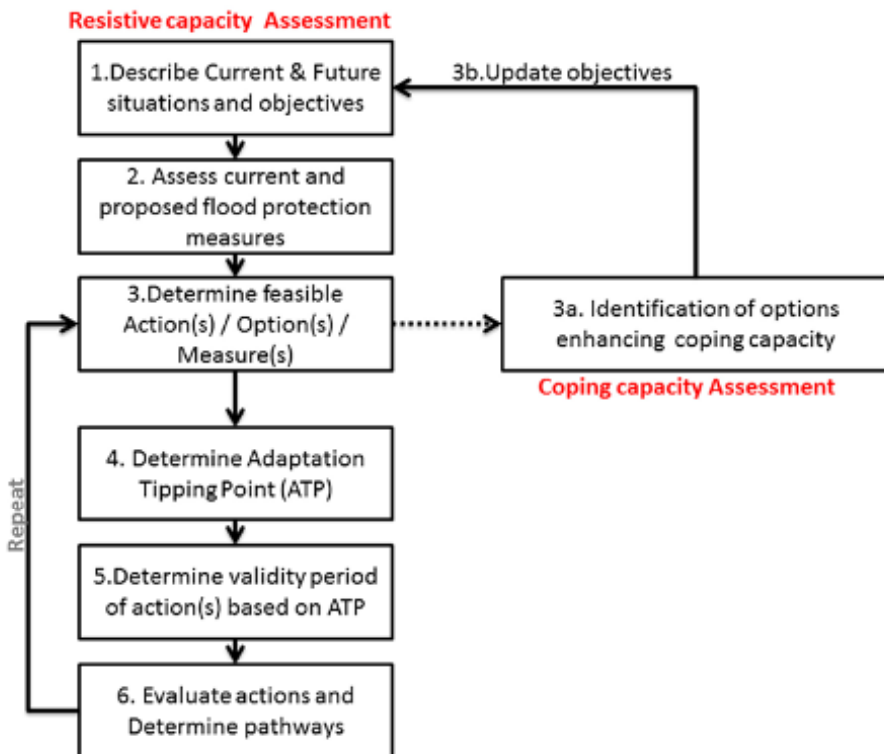 Resistive capacity Assessment
1.Describe Current & Future
situations and objectives
3b.Update objectives
2. Assess current and
proposed flood protection
measures
3.Determine feasible
Action(s) / Option(s) /
Measure(s)
3a. Identification of options
enhancing coping capacity
Coping capacity Assessment
4. Determine Adaptation
Tipping Point (ATP)
Repeat
5.Determine validity period
of action(s) based on ATP
6. Evaluate actions and
Determine pathways